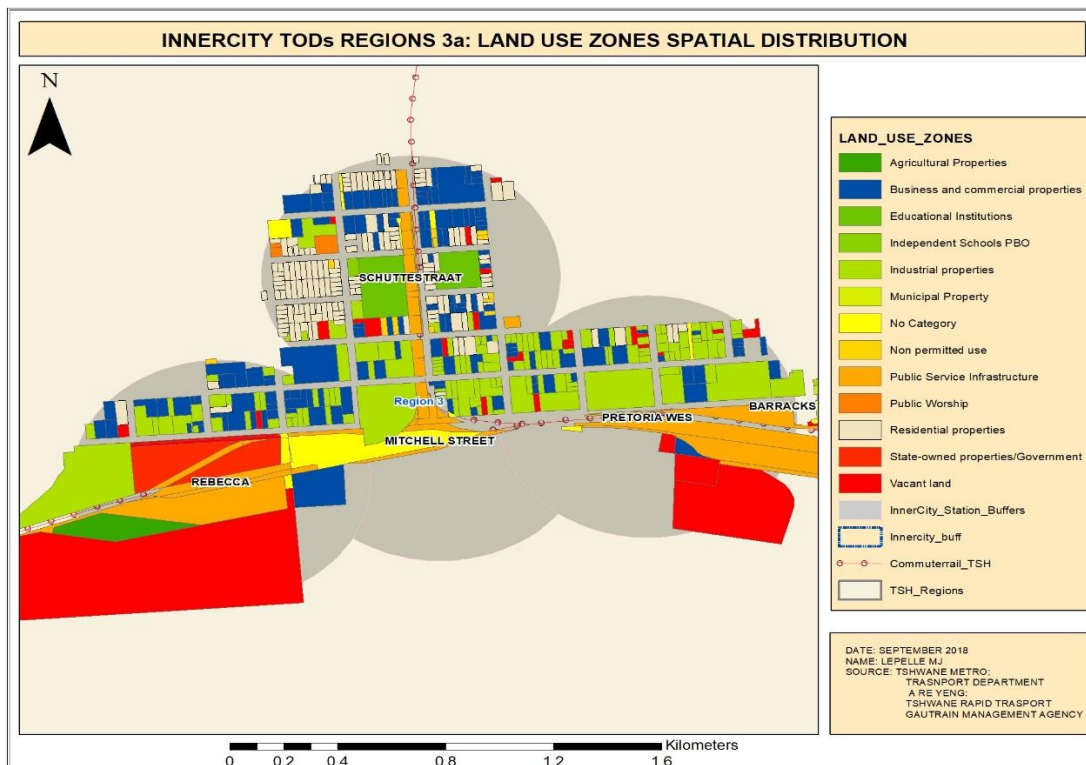 INNERCITY TODs REGIONS 3a: LAND USE ZONES SPATIAL DISTRIBUTION
N
SCHUTTESTRAAT
Region 3
PRETORIA WES
BARRACKS
MITCHELL STREET
REBECCA
LAND_USE_ZONES
Agricultural Properties
Business and commercial properties
Educational Institutions
Independent Schools PBO
Industrial properties
Municipal Property
No Category
Non permitted use
Public Service Infrastructure
Public Worship
Residential properties
State-owned properties/Government
Vacant land
InnerCity_Station_Buffers
Innercity_buff
Commuterrail_TSH
TSH_Regions
DATE: SEPTEMBER 2018
NAME: LEPELLE MJ
SOURCE: TSHWANE METRO:
TRASNPORT DEPARTMENT
A RE YENG:
TSHWANE RAPID TRASPORT
GAUTRAIN MANAGEMENT AGENCY
Kilometers
0 0.2 0.4 0.8 1.2 1.6